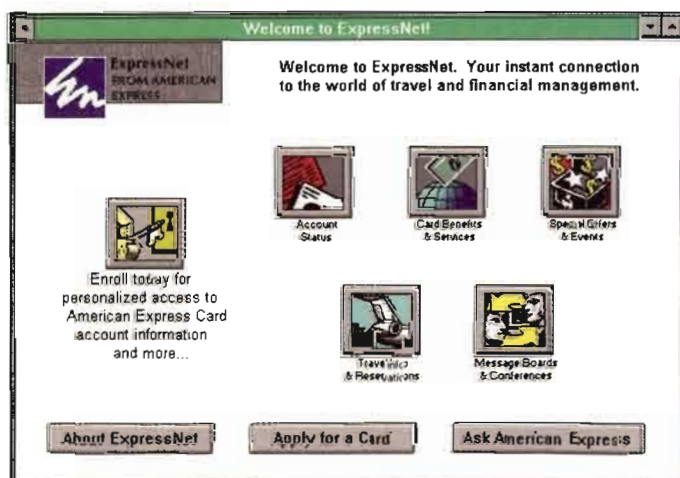 Welcome to ExpressNet!
ExpressNet
FROM AMERICAN
EXPRESS
Welcome to ExpressNet. Your instant connection
to the world of travel and financial management.
Account
Status
Card Benefits
& Services
Special Offers
& Events
Enroll today for
personalized access to
American Express Card
account information
and more...
Travel Info
& Reservations
Message Boards
& Conferences
About ExpressNet
Apply for a Card
Ask American Express